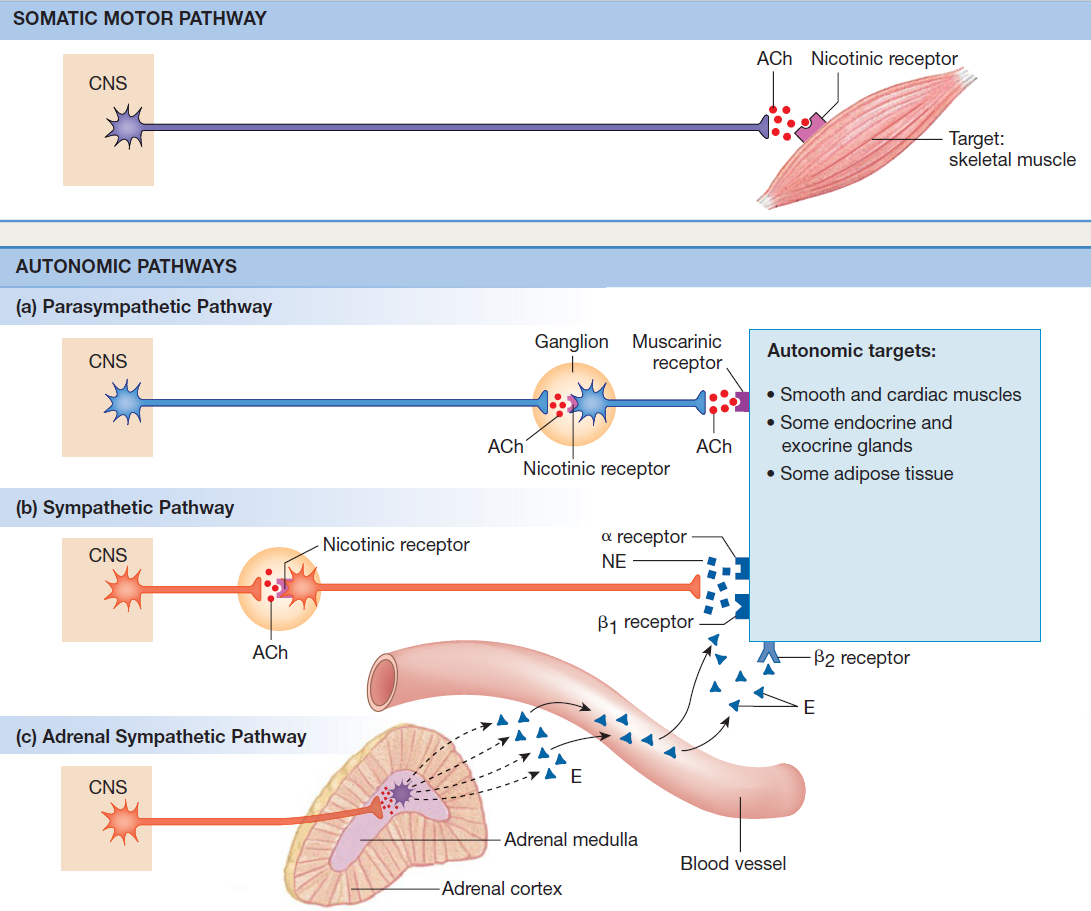 SOMATIC MOTOR PATHWAY
CNS
ACh
Nicotinic receptor
Target:
skeletal muscle
AUTONOMIC PATHWAYS
(a) Parasympathetic Pathway
CNS
Ganglion
Muscarinic
receptor
ACh
Nicotinic receptor
ACh
Autonomic targets:
• Smooth and cardiac muscles
• Some endocrine and
exocrine glands
• Some adipose tissue
(b) Sympathetic Pathway
CNS
Nicotinic receptor
ACh
α receptor
NE
β1 receptor
β2 receptor
E
(c) Adrenal Sympathetic Pathway
CNS
E
Adrenal medulla
Adrenal cortex
Blood vessel